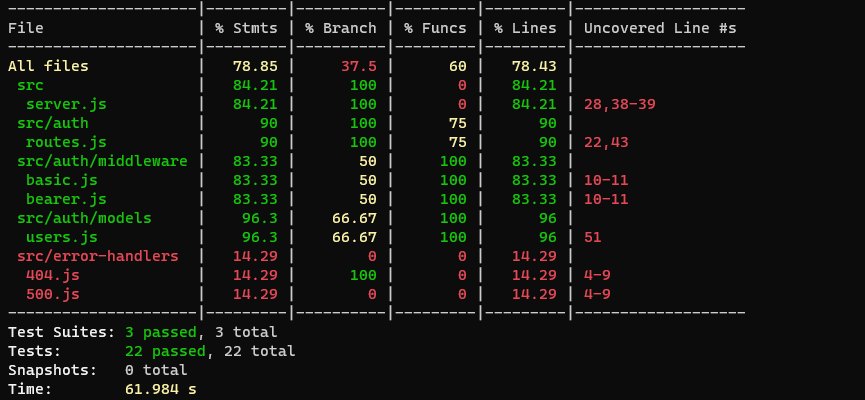 --------------------|---------|----------|---------|---------|-------------------
File                | % Stmts | % Branch | % Funcs | % Lines | Uncovered Line #s
--------------------|---------|----------|---------|---------|-------------------
All files           |   78.85 |     37.5 |      60 |   78.43 |
 src                |   84.21 |      100 |       0 |   84.21 |
  server.js         |   84.21 |      100 |       0 |   84.21 | 28,38-39
 src/auth           |      90 |      100 |      75 |      90 |
  routes.js         |      90 |      100 |      75 |      90 | 22,43
 src/auth/middleware |   83.33 |       50 |     100 |   83.33 |
  basic.js          |   83.33 |       50 |     100 |   83.33 | 10-11
  bearer.js         |   83.33 |       50 |     100 |   83.33 | 10-11
 src/auth/models    |    96.3 |    66.67 |     100 |      96 |
  users.js          |    96.3 |    66.67 |     100 |      96 | 51
 src/error-handlers |   14.29 |        0 |       0 |   14.29 |
  404.js            |   14.29 |      100 |       0 |   14.29 | 4-9
  500.js            |   14.29 |        0 |       0 |   14.29 | 4-9
--------------------|---------|----------|---------|---------|-------------------
Test Suites: 3 passed, 3 total
Tests:       22 passed, 22 total
Snapshots:   0 total
Time:        61.984 s